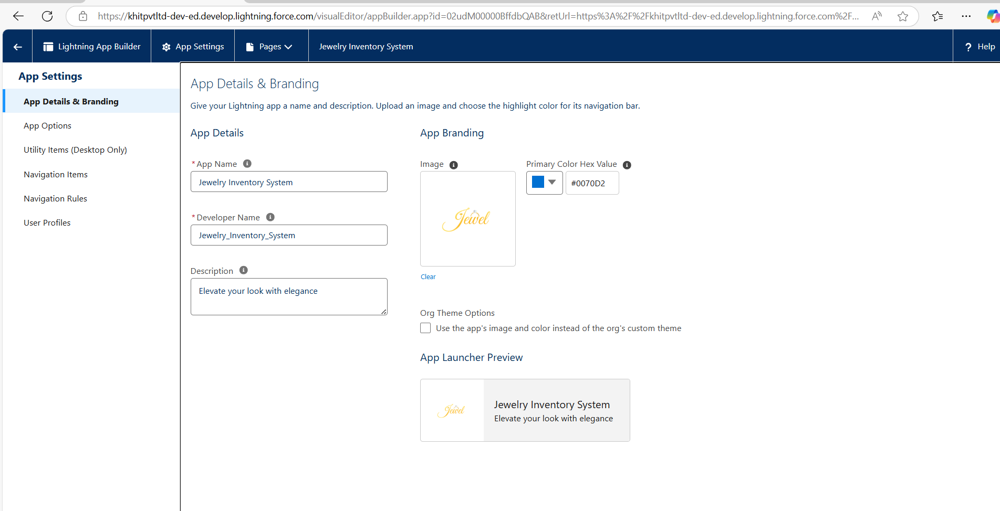 https://khitpvtltd-dev-ed.develop.lightning.force.com/visualEditor/appBuilder.app?id=02udM00000BffdbQAB&retUrl=https%3A%2F%2Fkhitpvtltd-dev-ed.develop.lightning.force.com%2F...
Lightning App Builder
App Settings
Pages
Jewelry Inventory System
? Help
App Settings
App Details & Branding
App Options
Utility Items (Desktop Only)
Navigation Items
Navigation Rules
User Profiles
App Details & Branding
Give your Lightning app a name and description. Upload an image and choose the highlight color for its navigation bar.
App Details
*App Name
Jewelry Inventory System
*Developer Name
Jewelry_Inventory_System
Description
Elevate your look with elegance
App Branding
Image
Jewel
Clear
Primary Color Hex Value
#0070D2
Org Theme Options
Use the app's image and color instead of the org's custom theme
App Launcher Preview
Jewel
Jewelry Inventory System
Elevate your look with elegance